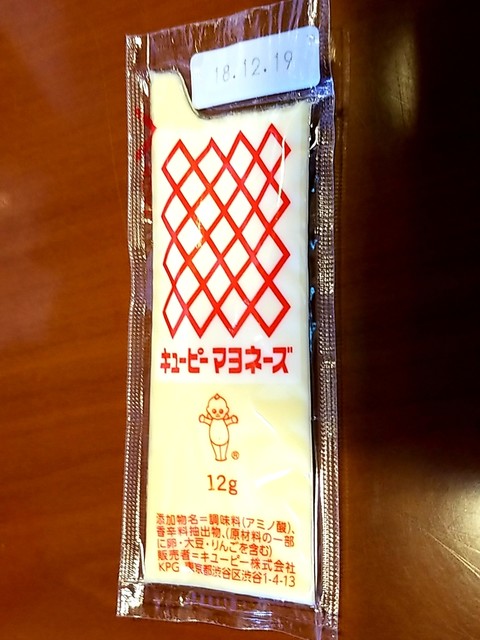 18.12.19
キューピー マヨネーズ
®
12g
添加物名=調味料(アミノ酸)、
香辛料抽出物、(原材料の一部
に卵・大豆・りんごを含む)
販売者=キユーピー株式会社
KPG 東京都渋谷区渋谷1-4-13